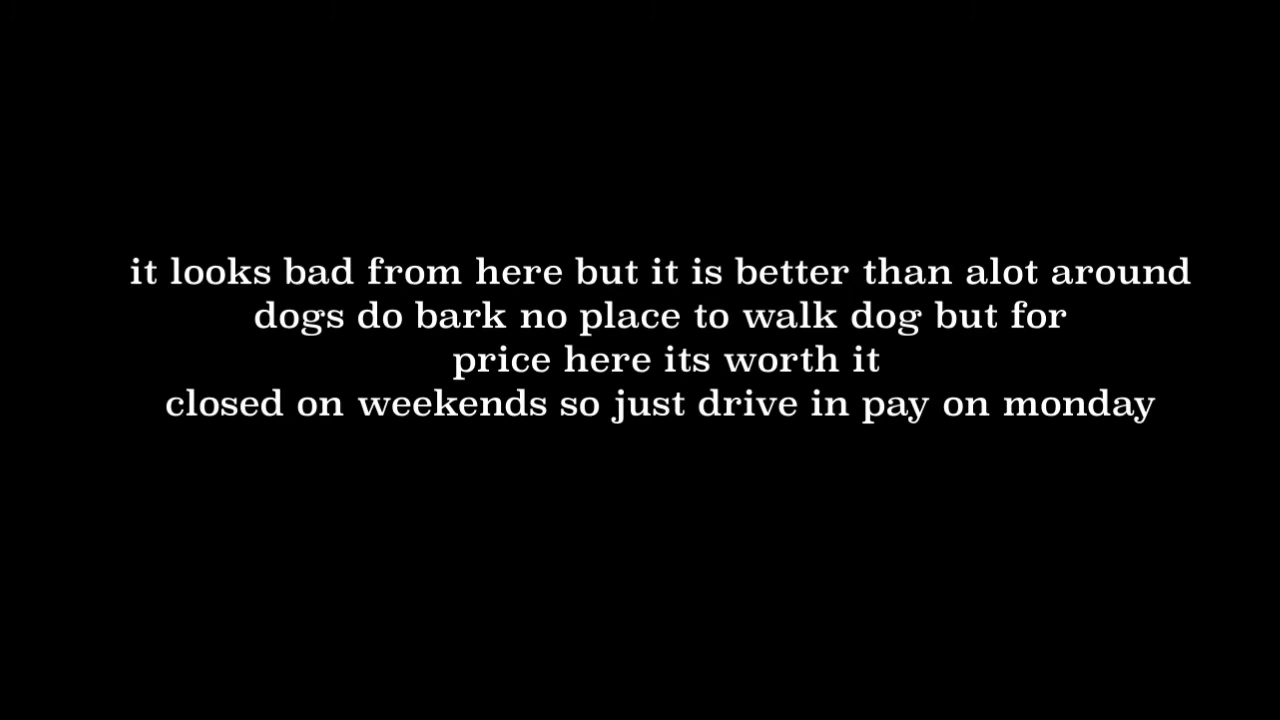 it looks bad from here but it is better than alot around
dogs do bark no place to walk dog but for
price here its worth it
closed on weekends so just drive in pay on monday